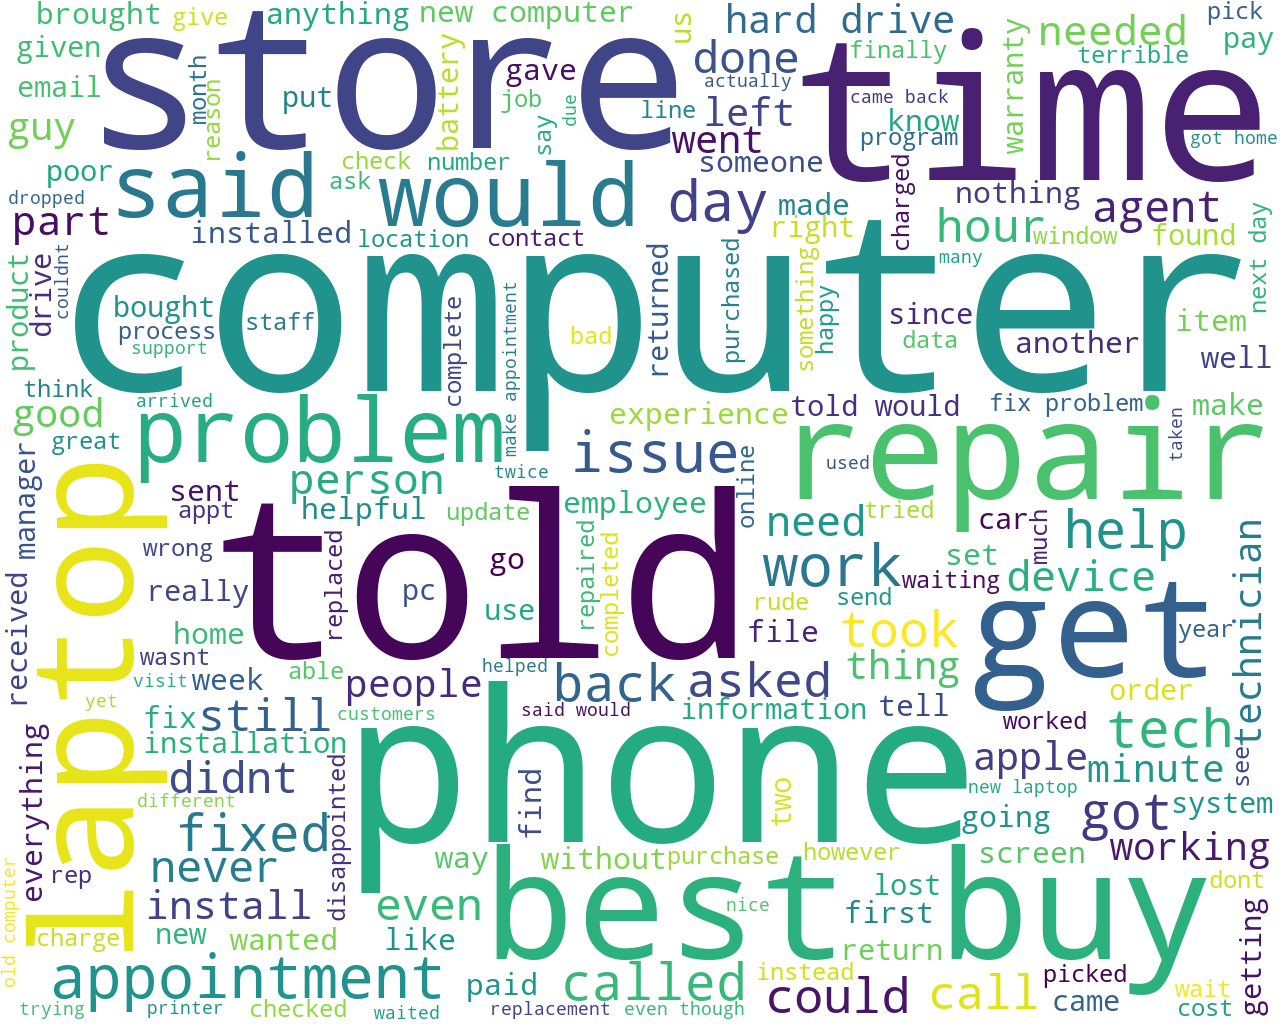 brought
give
anything
new computer
us
hard drive
pick
given
store
battery
done
finally
time
warranty
needed
pay
terrible
month
gave
actually
email
reason
put
job
due
line
left
came back
know
guy
say
went
program
got home
check
number
someone
poor
said
ask
would
day
made
charged
nothing
agent
dropped
part
installed
location
contact
right
hour
window
found
next day
couldnt
computer
returned
purchased
something
happy
many
product
drive
bought
process
staff
support
complete
make appointment
bad
since
data
another
item
well
think
arrived
good
great
problem
experience
told would
fix problem
make
issue
repair
taken
manager
laptop
person
twice
online
used
sent
appt
helpful
update
told
employee
need
tried
car
much
help
technician
wrong
replaced
go
repaired
completed
work
waiting
set
device
received
really
pc
use
rude
send
get
year
home
file
took
wasnt
able
helped
thing
visit
week
people
back
asked
order
yet
fix
still
customers
said would
information
tell
worked
tech
see
everything
installation
phone
apple
minute
didnt
disappointed
find
two
new laptop
different
going
got
system
fixed
never
way
without
purchase
however
screen
working
old computer
rep
best buy
lost
dont
install
even
nice
first
getting
charge
new
wanted
like
return
appointment
paid
called
instead
could
call
picked
came
wait
cost
trying
printer
checked
waited
replacement
even though